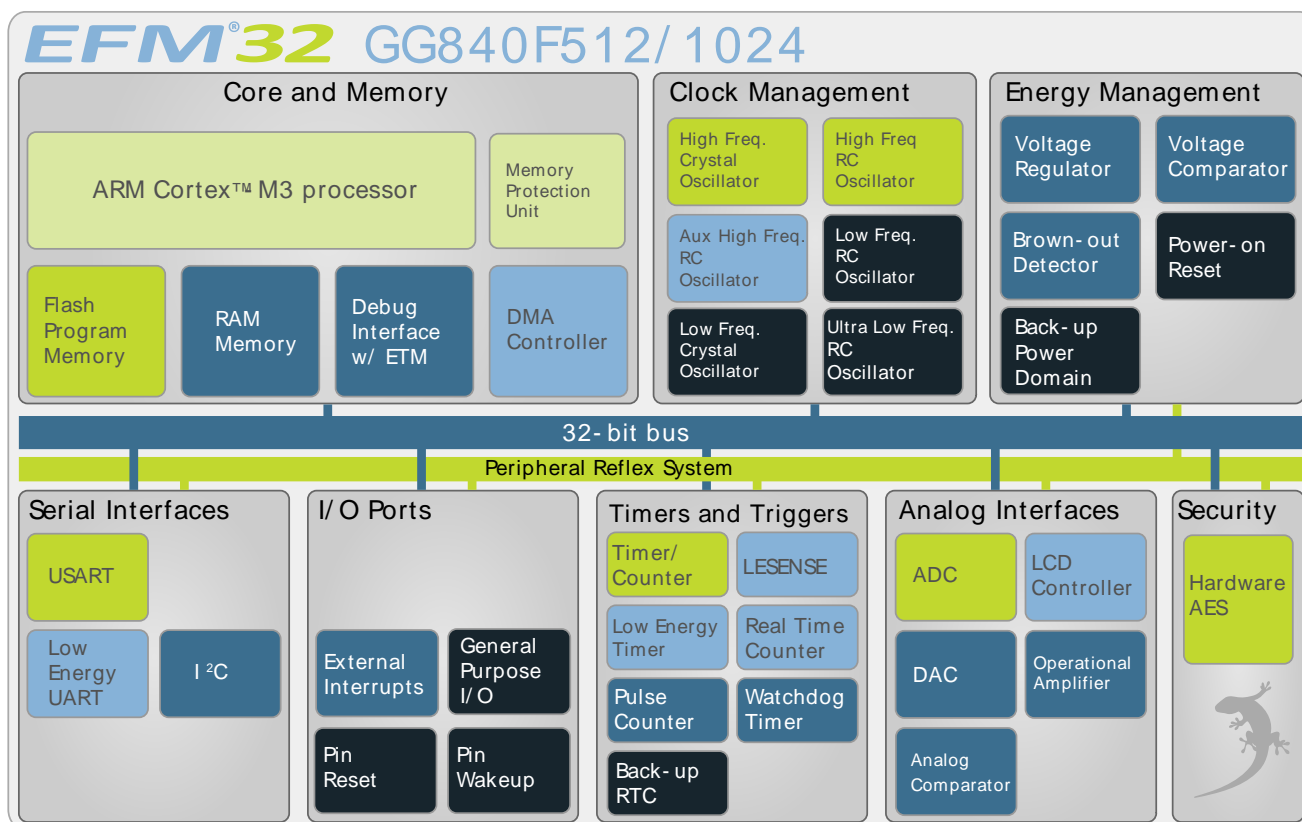 EFM®32 GG840F512/1024
Core and Memory
ARM Cortex™ M3 processor
Memory
Protection
Unit
Flash
Program
Memory
RAM
Memory
Debug
Interface
w/ ETM
DMA
Controller
Clock Management
High Freq.
Crystal
Oscillator
High Freq
RC
Oscillator
Aux High Freq.
RC
Oscillator
Low Freq.
RC
Oscillator
Low Freq.
Crystal
Oscillator
Ultra Low Freq.
RC
Oscillator
Energy Management
Voltage
Regulator
Voltage
Comparator
Brown-out
Detector
Power-on
Reset
Back-up
Power
Domain
32-bit bus
Peripheral Reflex System
Serial Interfaces
USART
Low
Energy
UART
I²C
I/O Ports
External
Interrupts
General
Purpose
I/O
Pin
Reset
Pin
Wakeup
Timers and Triggers
Timer/
Counter
LESENSE
Low Energy
Timer
Real Time
Counter
Pulse
Counter
Watchdog
Timer
Back-up
RTC
Analog Interfaces
ADC
LCD
Controller
DAC
Operational
Amplifier
Analog
Comparator
Security
Hardware
AES